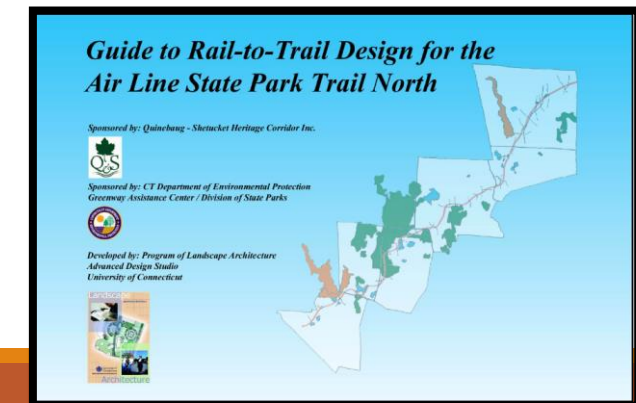 Guide to Rail-to-Trail Design for the
Air Line State Park Trail North
Sponsored by: Quinebaug - Shetucket Heritage Corridor Inc.
Q&S
Sponsored by: CT Department of Environmental Protection
Greenway Assistance Center / Division of State Parks
Developed by: Program of Landscape Architecture
Advanced Design Studio
University of Connecticut
Landscape
Architecture